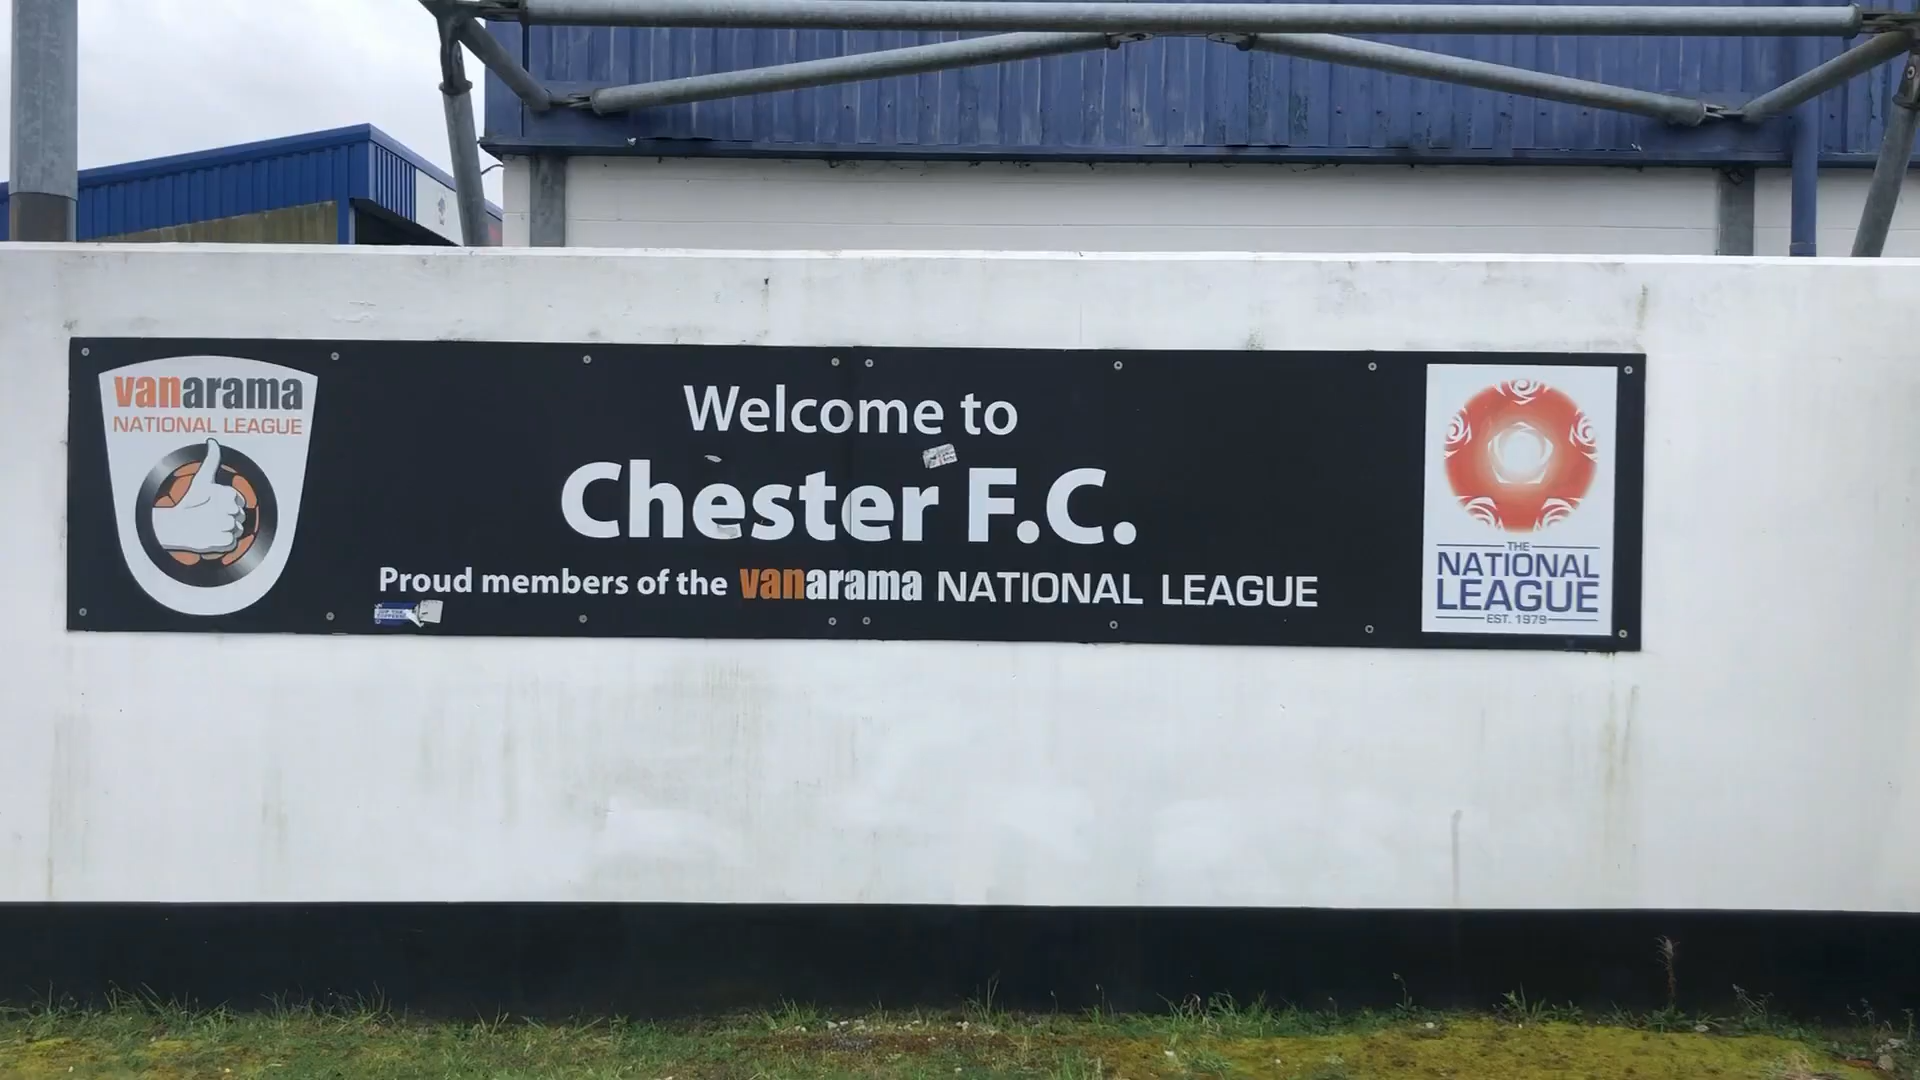 vanarama
NATIONAL LEAGUE
Welcome to
Chester F.C.
Proud members of the vanarama NATIONAL LEAGUE
THE
NATIONAL
LEAGUE
EST. 1979